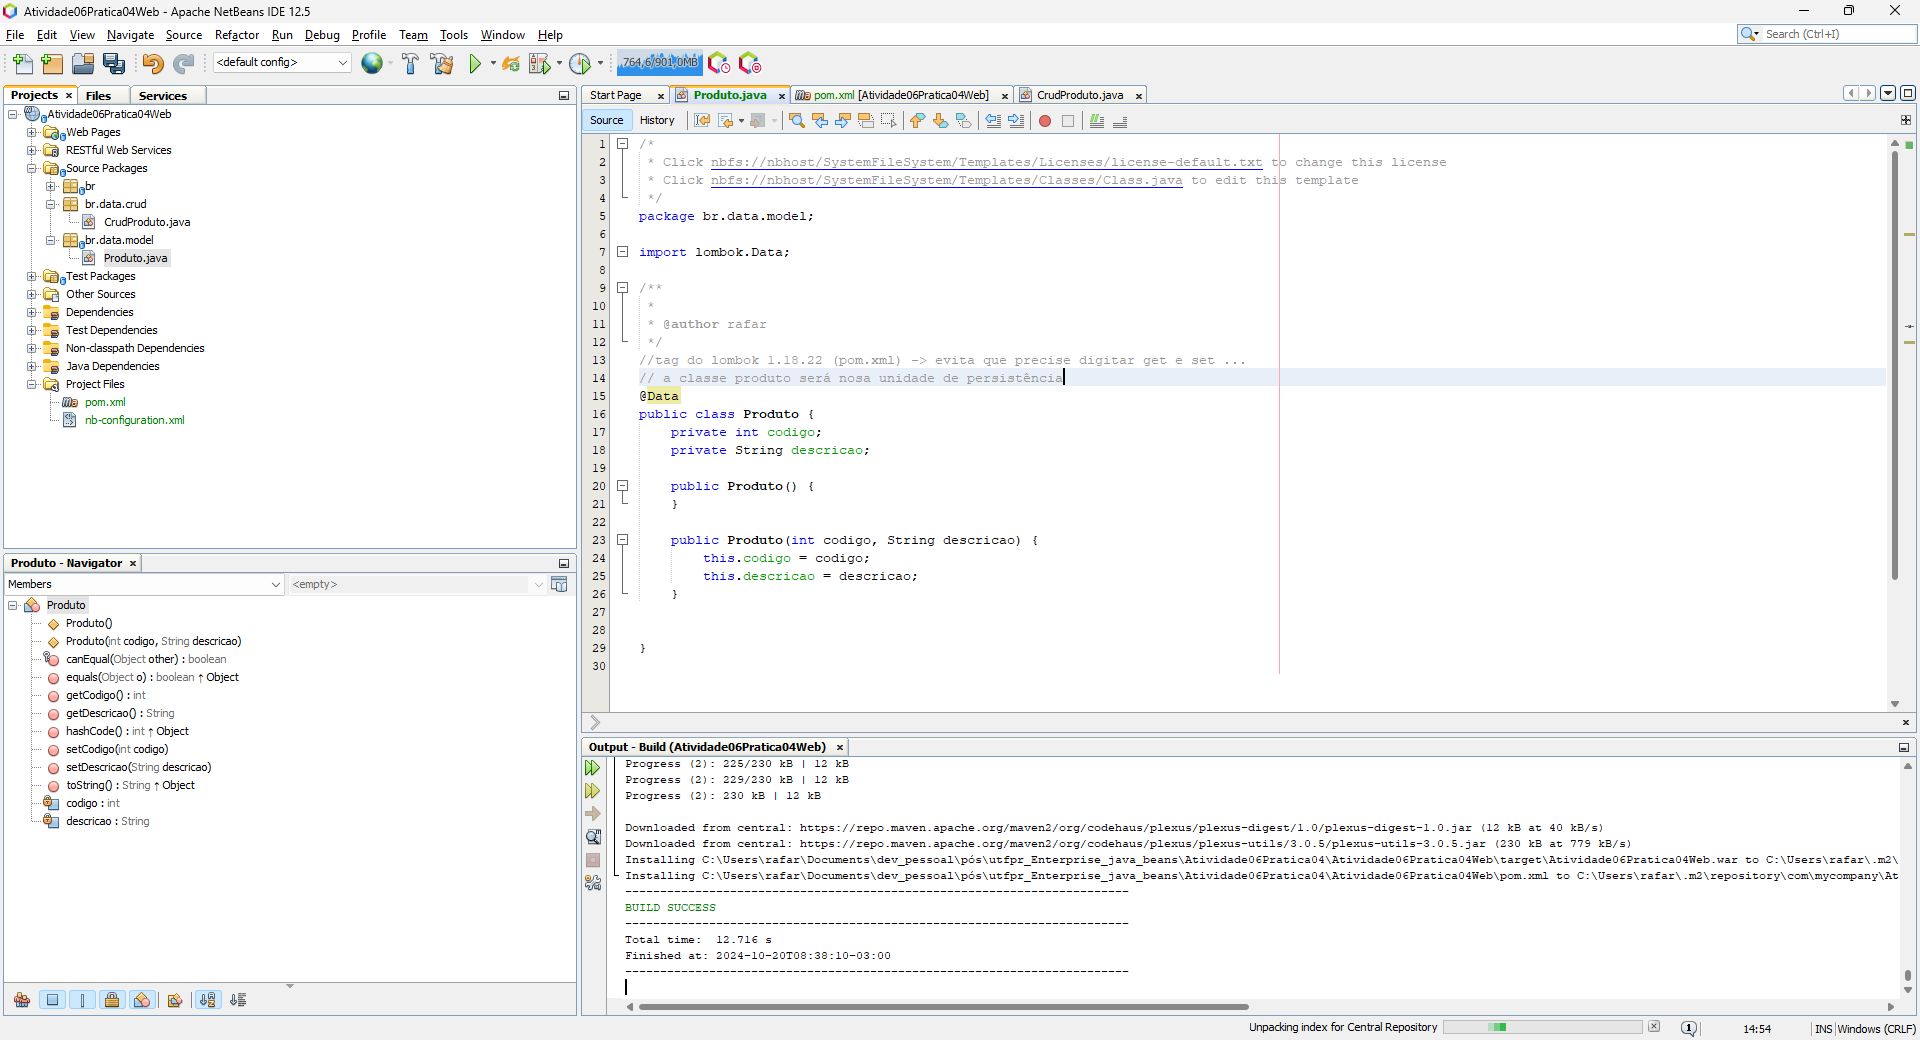 Atividade06Pratica04Web - Apache NetBeans IDE 12.5
File Edit View Navigate Source Refactor Run Debug Profile Team Tools Window Help
Search (Ctrl+I)
<default config>
764,6/901,0MB
Projects Files Services
Atividade06Pratica04Web
Web Pages
RESTful Web Services
Source Packages
br
br.data.crud
CrudProduto.java
br.data.model
Produto.java
Test Packages
Other Sources
Dependencies
Test Dependencies
Non-classpath Dependencies
Java Dependencies
Project Files
pom.xml
nb-configuration.xml
Produto - Navigator
Members
<empty>
Produto
Produto()
Produto(int codigo, String descricao)
canEqual(Object other) : boolean
equals(Object o) : boolean ↑ Object
getCodigo() : int
getDescricao() : String
hashCode() : int ↑ Object
setCodigo(int codigo)
setDescricao(String descricao)
toString() : String ↑ Object
codigo : int
descricao : String
Start Page Produto.java pom.xml [Atividade06Pratica04Web] CrudProduto.java
Source History
1 /*
2 * Click nbfs://nbhost/SystemFileSystem/Templates/Licenses/license-default.txt to change this license
3 * Click nbfs://nbhost/SystemFileSystem/Templates/Classes/Class.java to edit this template
4 */
5 package br.data.model;
6
7 import lombok.Data;
8
9 /**
10 *
11 * @author rafar
12 */
13 //tag do lombok 1.18.22 (pom.xml) -> evita que precise digitar get e set ...
14 // a classe produto será nosa unidade de persistência
15 @Data
16 public class Produto {
17 private int codigo;
18 private String descricao;
19
20 public Produto() {
21 }
22
23 public Produto(int codigo, String descricao) {
24 this.codigo = codigo;
25 this.descricao = descricao;
26 }
27
28
29 }
30
Output - Build (Atividade06Pratica04Web)
Progress (2): 225/230 kB | 12 kB
Progress (2): 229/230 kB | 12 kB
Progress (2): 230 kB | 12 kB
Downloaded from central: https://repo.maven.apache.org/maven2/org/codehaus/plexus/plexus-digest/1.0/plexus-digest-1.0.jar (12 kB at 40 kB/s)
Downloaded from central: https://repo.maven.apache.org/maven2/org/codehaus/plexus/plexus-utils/3.0.5/plexus-utils-3.0.5.jar (230 kB at 779 kB/s)
Installing C:\Users\rafar\Documents\dev_pessoal\pós\utfpr_Enterprise_java_beans\Atividade06Pratica04\Atividade06Pratica04Web\target\Atividade06Pratica04Web.war to C:\Users\rafar\.m2\
Installing C:\Users\rafar\Documents\dev_pessoal\pós\utfpr_Enterprise_java_beans\Atividade06Pratica04\Atividade06Pratica04Web\pom.xml to C:\Users\rafar\.m2\repository\com\mycompany\At
------------------------------------------------------------------------
BUILD SUCCESS
------------------------------------------------------------------------
Total time: 12.716 s
Finished at: 2024-10-20T08:38:10-03:00
------------------------------------------------------------------------
Unpacking index for Central Repository
1
14:54 INS Windows (CRLF)